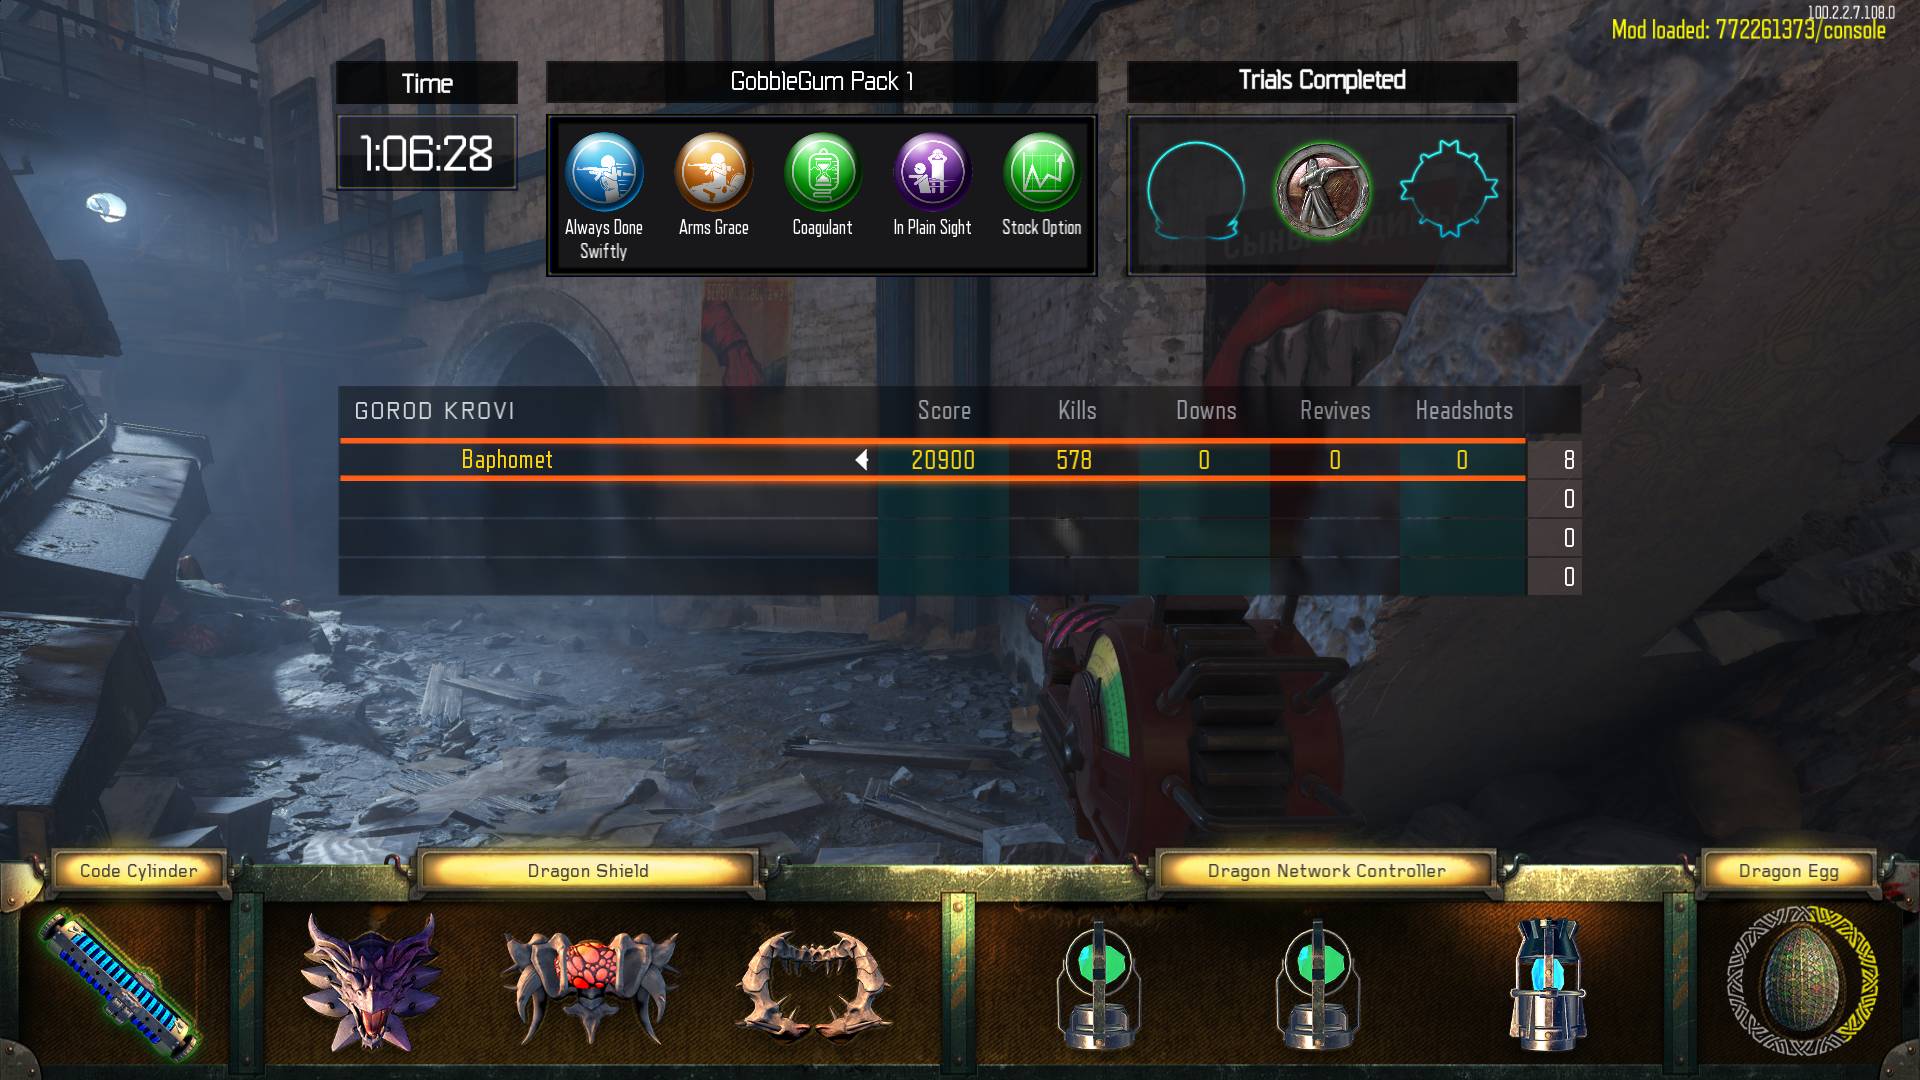 100.2.2.7.108.0
Mod loaded: 772261373/console
Time
GobbleGum Pack 1
Trials Completed
1:06:28
Always Done
Swiftly
Arms Grace
Coagulant
In Plain Sight
Stock Option
GOROD KROVI
Score
Kills
Downs
Revives
Headshots
Baphomet
20900
578
0
0
0
8
0
0
0
Code Cylinder
Dragon Shield
Dragon Network Controller
Dragon Egg